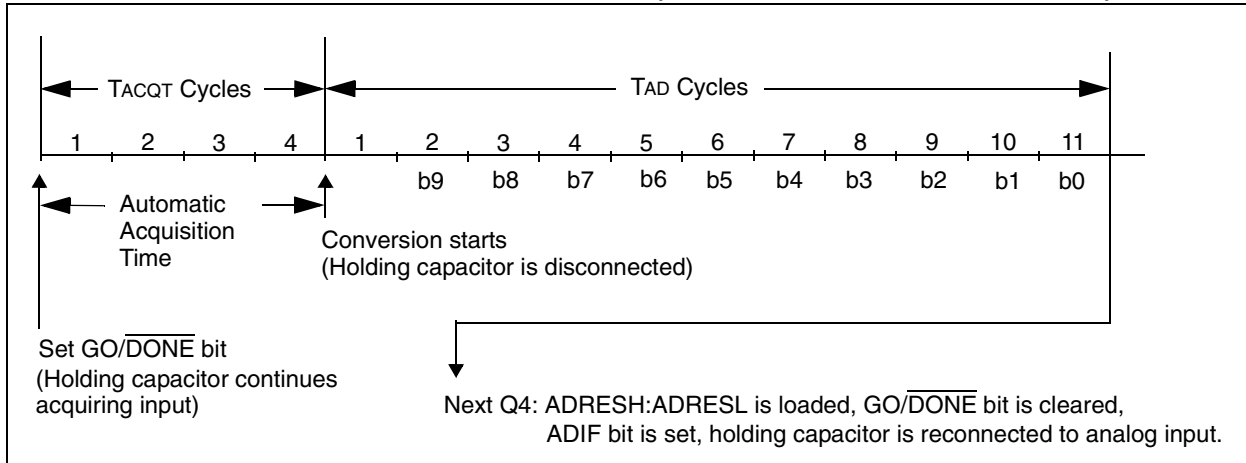 TACQT Cycles
TAD Cycles
1 2 3 4 1 2 3 4 5 6 7 8 9 10 11
b9 b8 b7 b6 b5 b4 b3 b2 b1 b0
Automatic
Acquisition
Time
Conversion starts
(Holding capacitor is disconnected)
Set GO/DONE bit
(Holding capacitor continues
acquiring input)
Next Q4: ADRESH:ADRESL is loaded, GO/DONE bit is cleared,
ADIF bit is set, holding capacitor is reconnected to analog input.